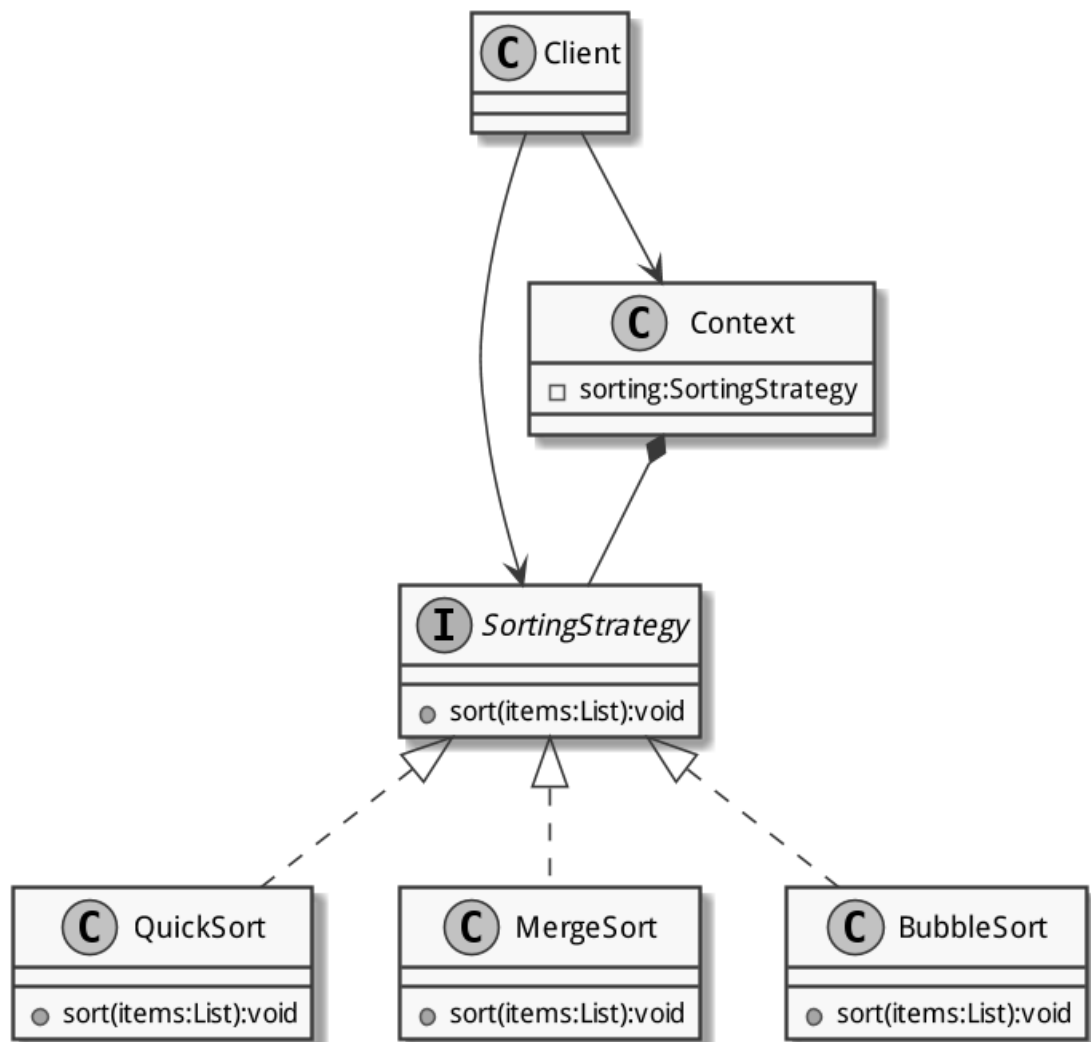 C Client
C Context
sorting:SortingStrategy
I SortingStrategy
sort(items:List):void
C QuickSort
C MergeSort
C BubbleSort
sort(items:List):void
sort(items:List):void
sort(items:List):void